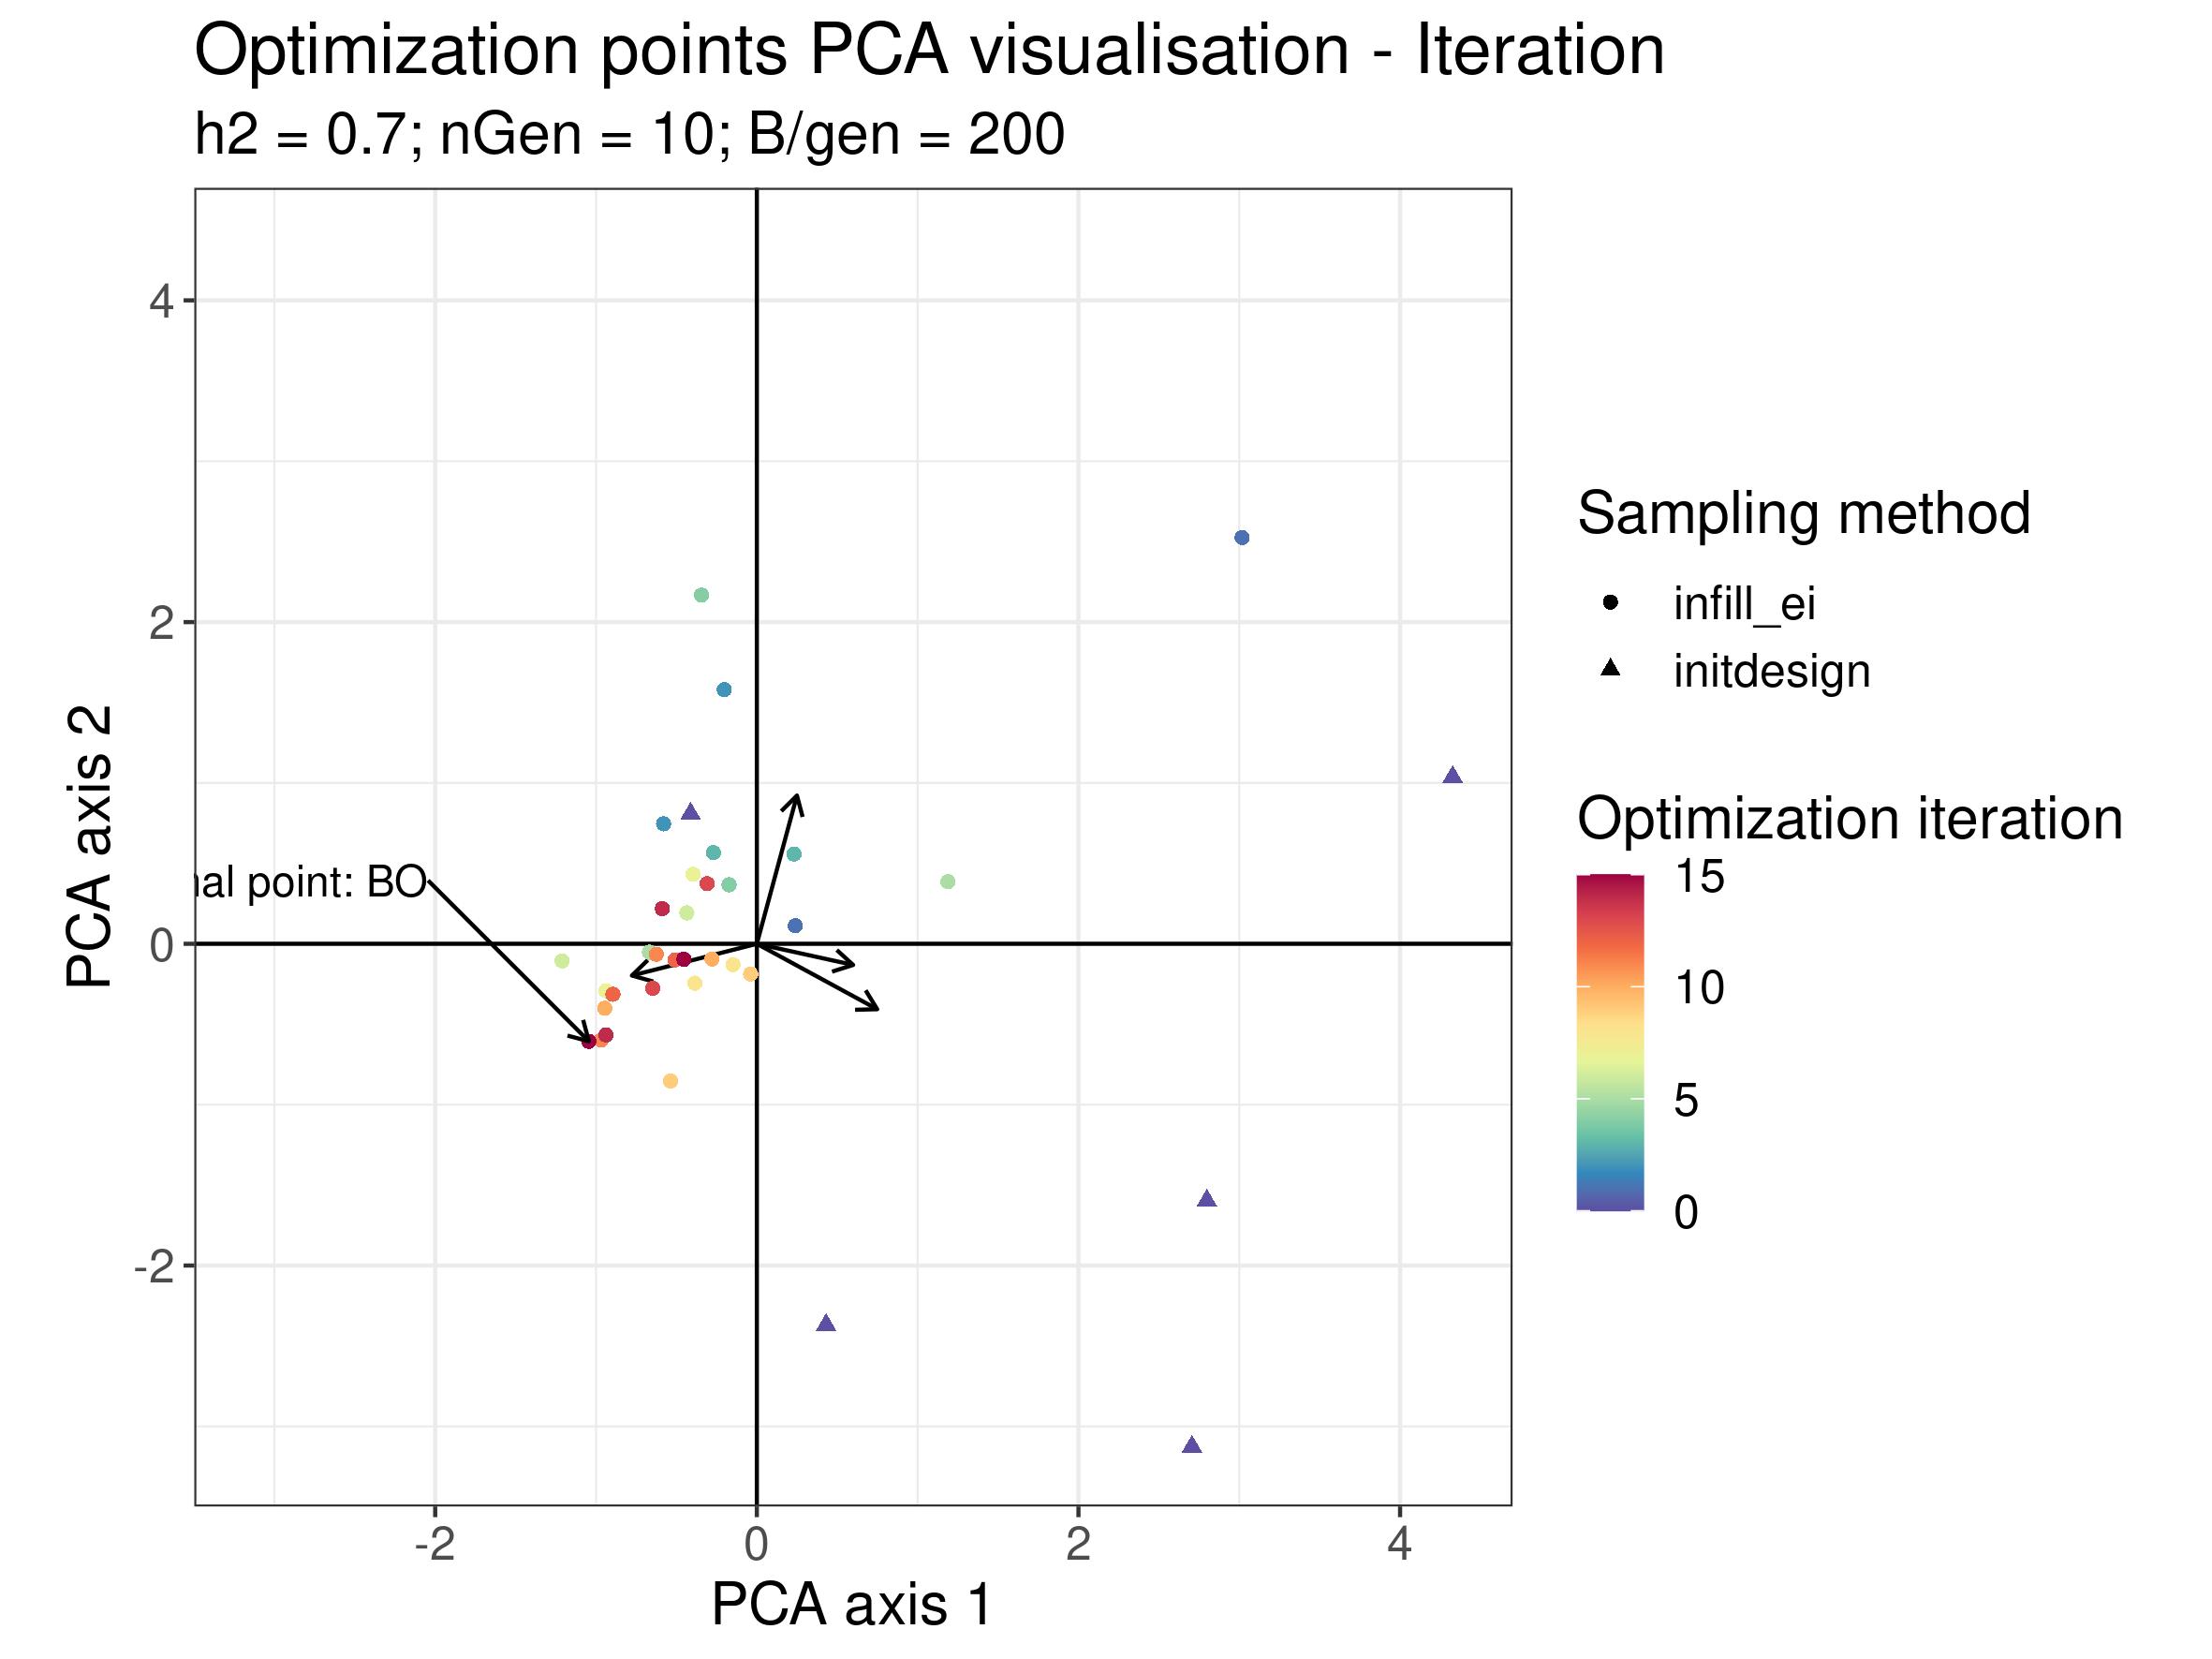 Optimization points PCA visualisation - Iteration
h2 = 0.7; nGen = 10; B/gen = 200
4
2
0
-2
PCA axis 2
point: BO
-2
0
2
4
PCA axis 1
Sampling method
infill_ei
initdesign
Optimization iteration
15
10
5
0